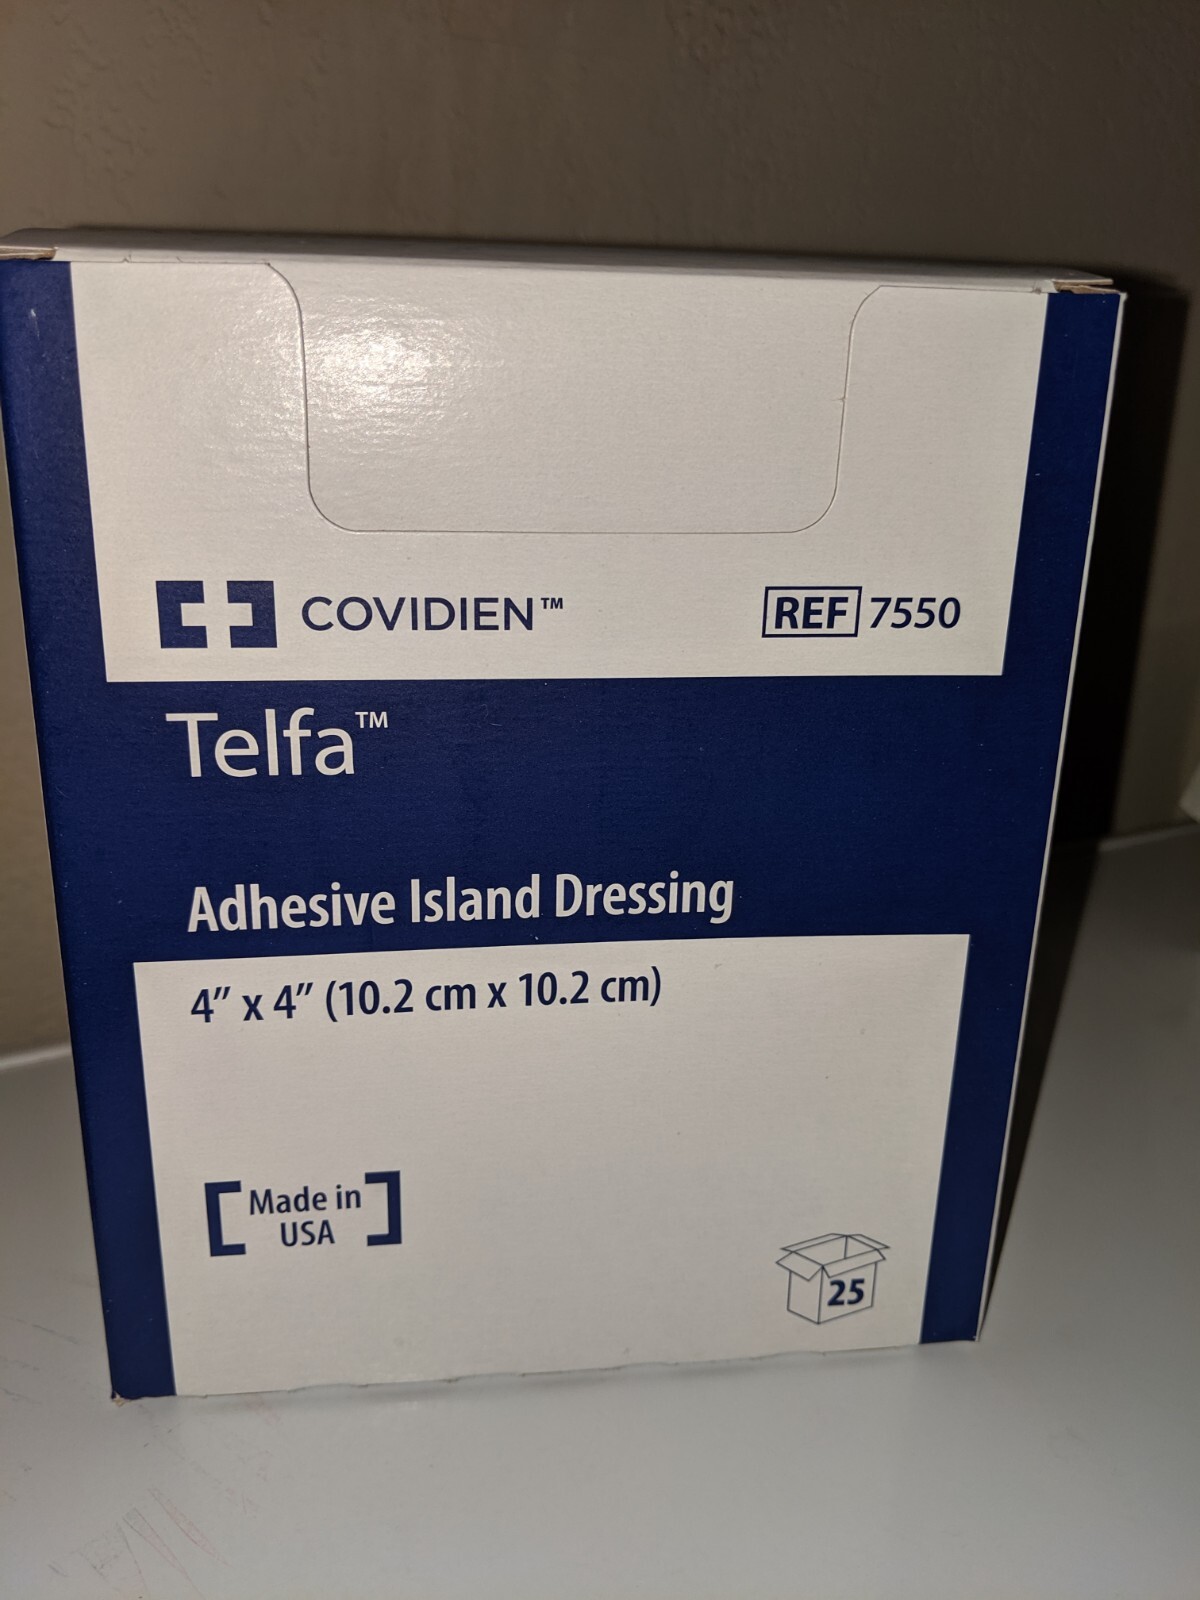 COVIDIEN™
REF 7550
Telfa™
Adhesive Island Dressing
4” x 4” (10.2 cm x 10.2 cm)
Made in
USA
25